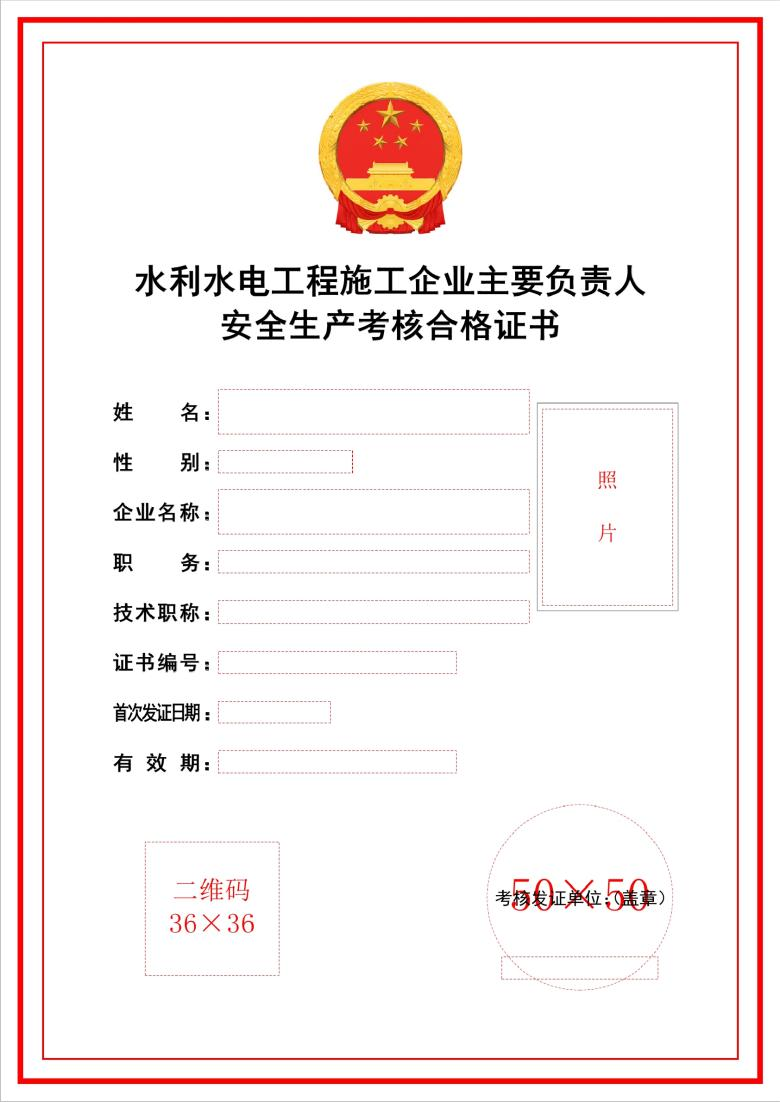 水利水电工程施工企业主要负责人
安全生产考核合格证书
姓 名：
性 别：
企业名称：
职 务：
技术职称：
证书编号：
首次发证日期：
有 效 期：
照
片
二维码
36×36
50×50
考核发证单位：（盖章）